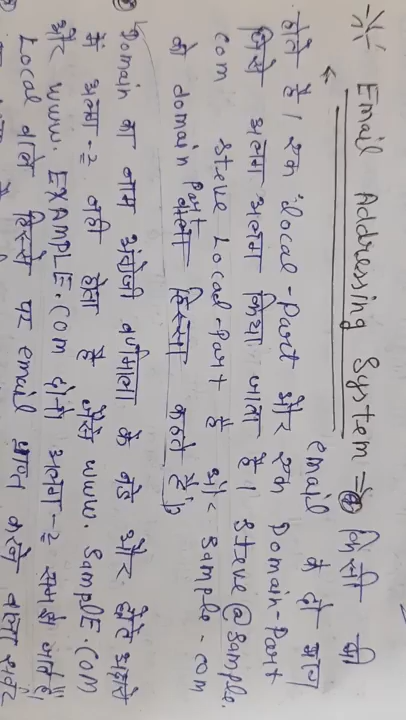 Email Addressing System =) किसी भी
email के दो भाग
होते हैं। एक local-part और एक Domain-Part
जिसे अलग अलग किया जाता है। steve@sample.
com steve Local-Part है और sample.com
को domain Part वाला हिस्सा कहते हैं।
Domain का नाम अंग्रेजी वर्णमाला के बडे और छोटे अक्षरो
में अलग-2 नही होता है जैसे www. SamplE.com
और www. EXAMPLE.com दोनो अलग-2 समझे जाते हैं।
Local वाले हिस्से पर email प्राप्त करने वाला सर्वर